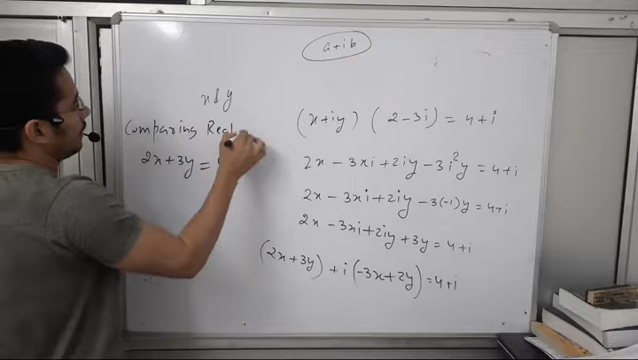 a+ib
x & y
Comparing Real
2x+3y =
(x+iy) (2-3i) = 4+i
2x - 3xi + 2iy - 3i²y = 4+i
2x - 3xi + 2iy - 3(-1)y = 4+i
2x - 3xi + 2iy + 3y = 4+i
(2x+3y) + i(-3x+2y) = 4+i